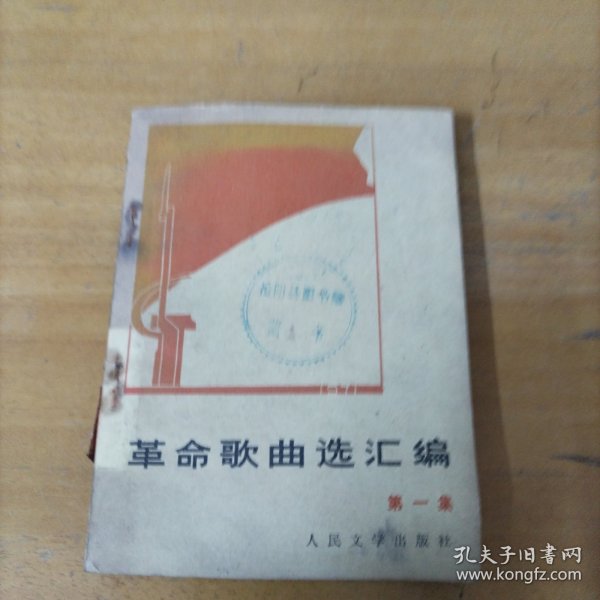 1971
革命歌曲选汇编
第一集
人民文学出版社
孔夫子旧书网
www.kongfz.com